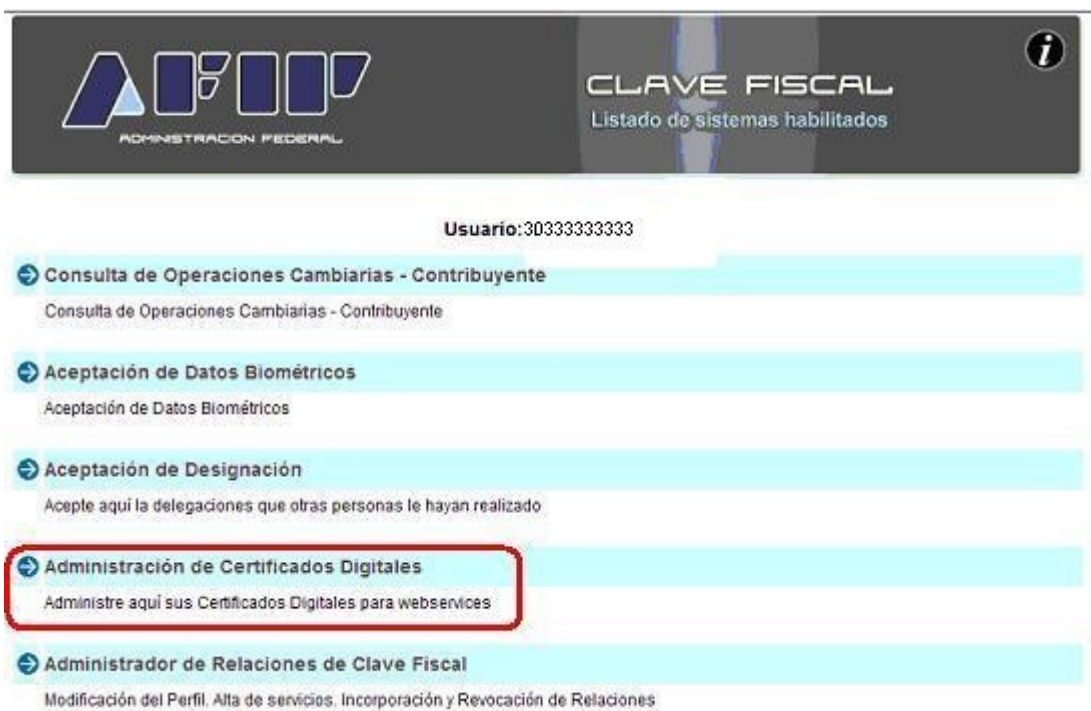 AFIP
ADMINISTRACION FEDERAL
CLAVE FISCAL
Listado de sistemas habilitados
Usuario:30333333333
Consulta de Operaciones Cambiarias - Contribuyente
Consulta de Operaciones Cambiarias - Contribuyente
Aceptación de Datos Biométricos
Aceptación de Datos Biométricos
Aceptación de Designación
Acepte aquí la delegaciones que otras personas le hayan realizado
Administración de Certificados Digitales
Administre aquí sus Certificados Digitales para webservices
Administrador de Relaciones de Clave Fiscal
Modificación del Perfil. Alta de servicios. Incorporación y Revocación de Relaciones